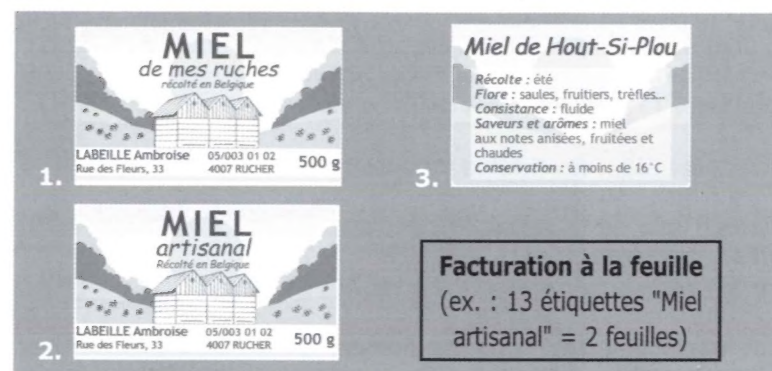 MIEL
de mes ruches
récolté en Belgique
LABEILLE Ambroise 05/003 01 02
Rue des Fleurs, 33 4007 RUCHER
500 g
1.
MIEL
artisanal
Récolté en Belgique
LABEILLE Ambroise 05/003 01 02
Rue des Fleurs, 33 4007 RUCHER
500 g
2.
Miel de Hout-Si-Plou
Récolte : été
Flore : saules, fruitiers, trèfles...
Consistance : fluide
Saveurs et arômes : miel
aux notes anisées, fruitées et
chaudes
Conservation : à moins de 16°C
3.
Facturation à la feuille
(ex. : 13 étiquettes "Miel
artisanal" = 2 feuilles)